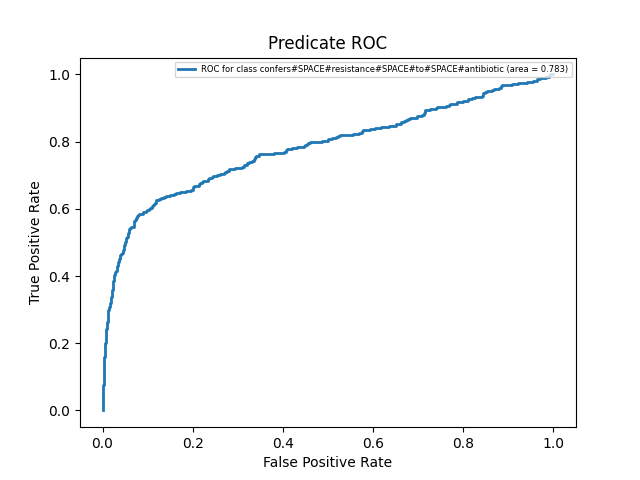 Predicate ROC
ROC for class confers#SPACE#resistance#SPACE#to#SPACE#antibiotic (area = 0.783)
1.0
0.8
0.6
0.4
0.2
0.0
True Positive Rate
0.0 0.2 0.4 0.6 0.8 1.0
False Positive Rate